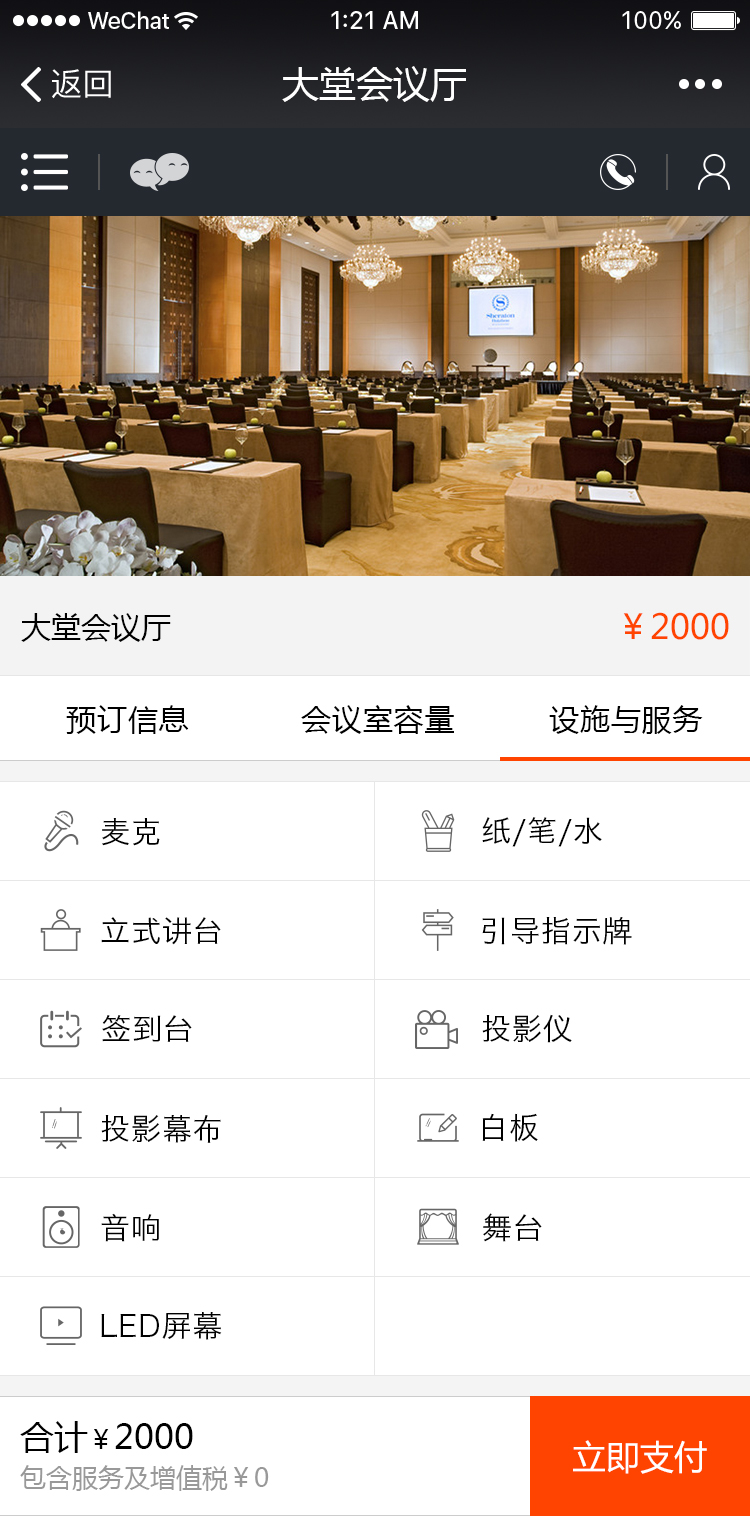 WeChat 1:21 AM 100%
返回 大堂会议厅
Sheraton
大堂会议厅 ¥2000
预订信息 会议室容量 设施与服务
麦克 纸/笔/水
立式讲台 引导指示牌
签到台 投影仪
投影幕布 白板
音响 舞台
LED屏幕
合计¥2000 立即支付
包含服务及增值税¥0